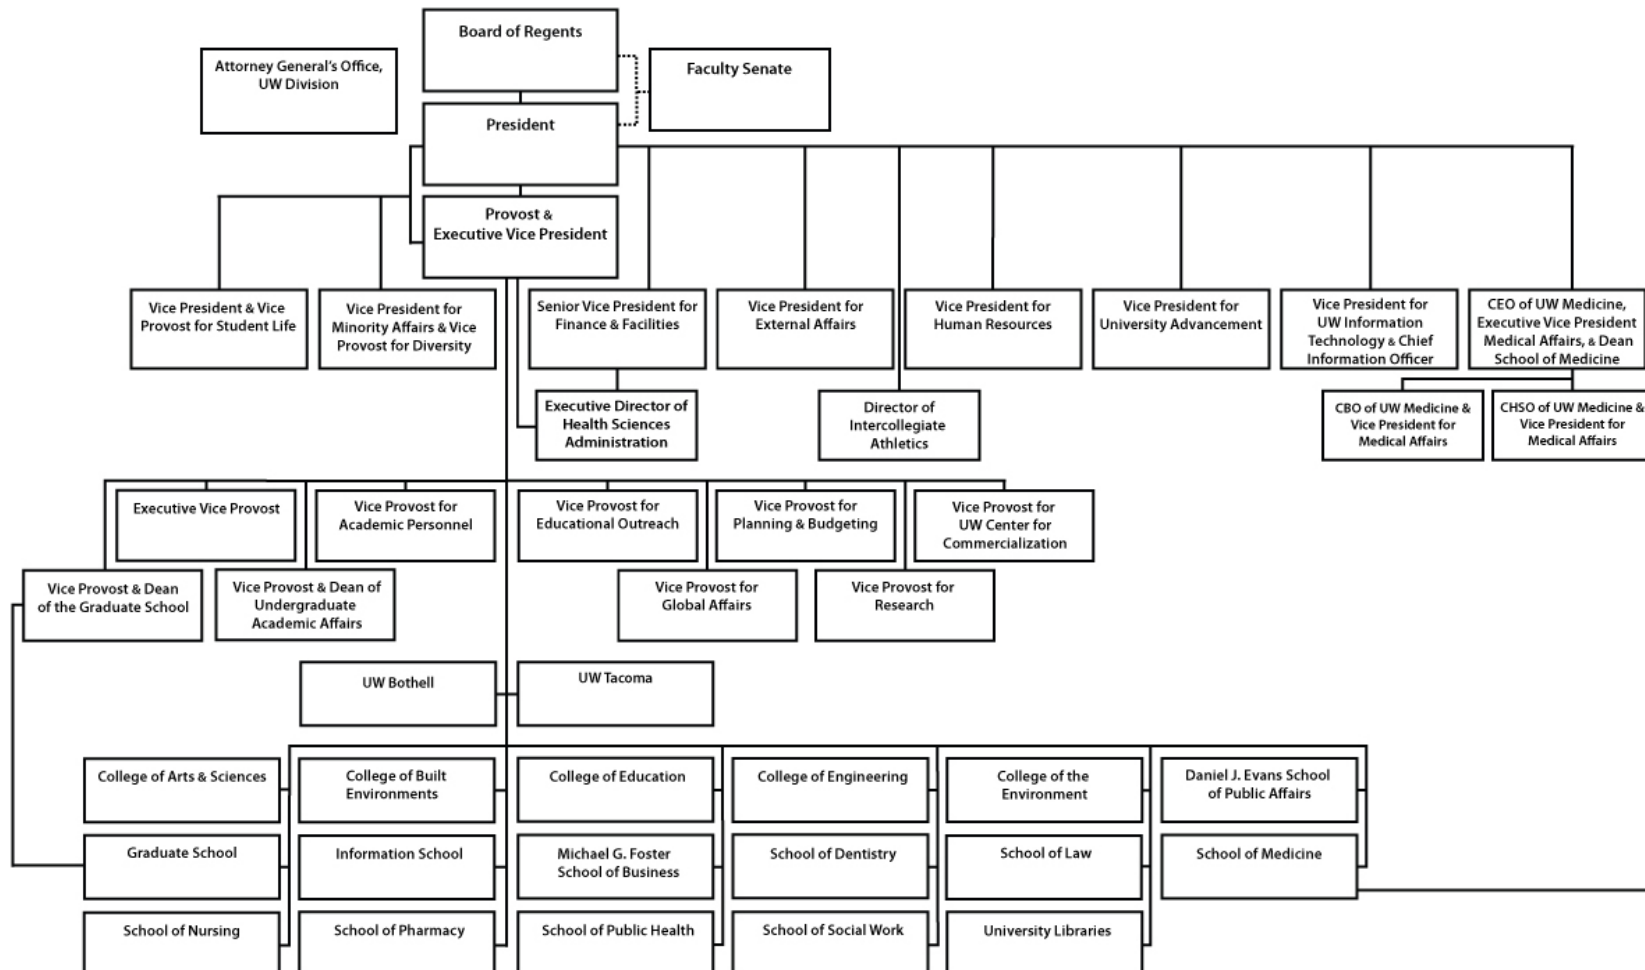 Board of Regents
Attorney General's Office,
UW Division
Faculty Senate
President
Provost &
Executive Vice President
Vice President & Vice
Provost for Student Life
Vice President for
Minority Affairs & Vice
Provost for Diversity
Senior Vice President for
Finance & Facilities
Vice President for
External Affairs
Vice President for
Human Resources
Vice President for
University Advancement
Vice President for
UW Information
Technology & Chief
Information Officer
CEO of UW Medicine,
Executive Vice President
Medical Affairs, & Dean
School of Medicine
Executive Director of
Health Sciences
Administration
Director of
Intercollegiate
Athletics
CBO of UW Medicine &
Vice President for
Medical Affairs
CHSO of UW Medicine &
Vice President for
Medical Affairs
Executive Vice Provost
Vice Provost for
Academic Personnel
Vice Provost for
Educational Outreach
Vice Provost for
Planning & Budgeting
Vice Provost for
UW Center for
Commercialization
Vice Provost & Dean
of the Graduate School
Vice Provost & Dean of
Undergraduate
Academic Affairs
Vice Provost for
Global Affairs
Vice Provost for
Research
UW Bothell
UW Tacoma
College of Arts & Sciences
College of Built
Environments
College of Education
College of Engineering
College of the
Environment
Daniel J. Evans School
of Public Affairs
Graduate School
Information School
Michael G. Foster
School of Business
School of Dentistry
School of Law
School of Medicine
School of Nursing
School of Pharmacy
School of Public Health
School of Social Work
University Libraries